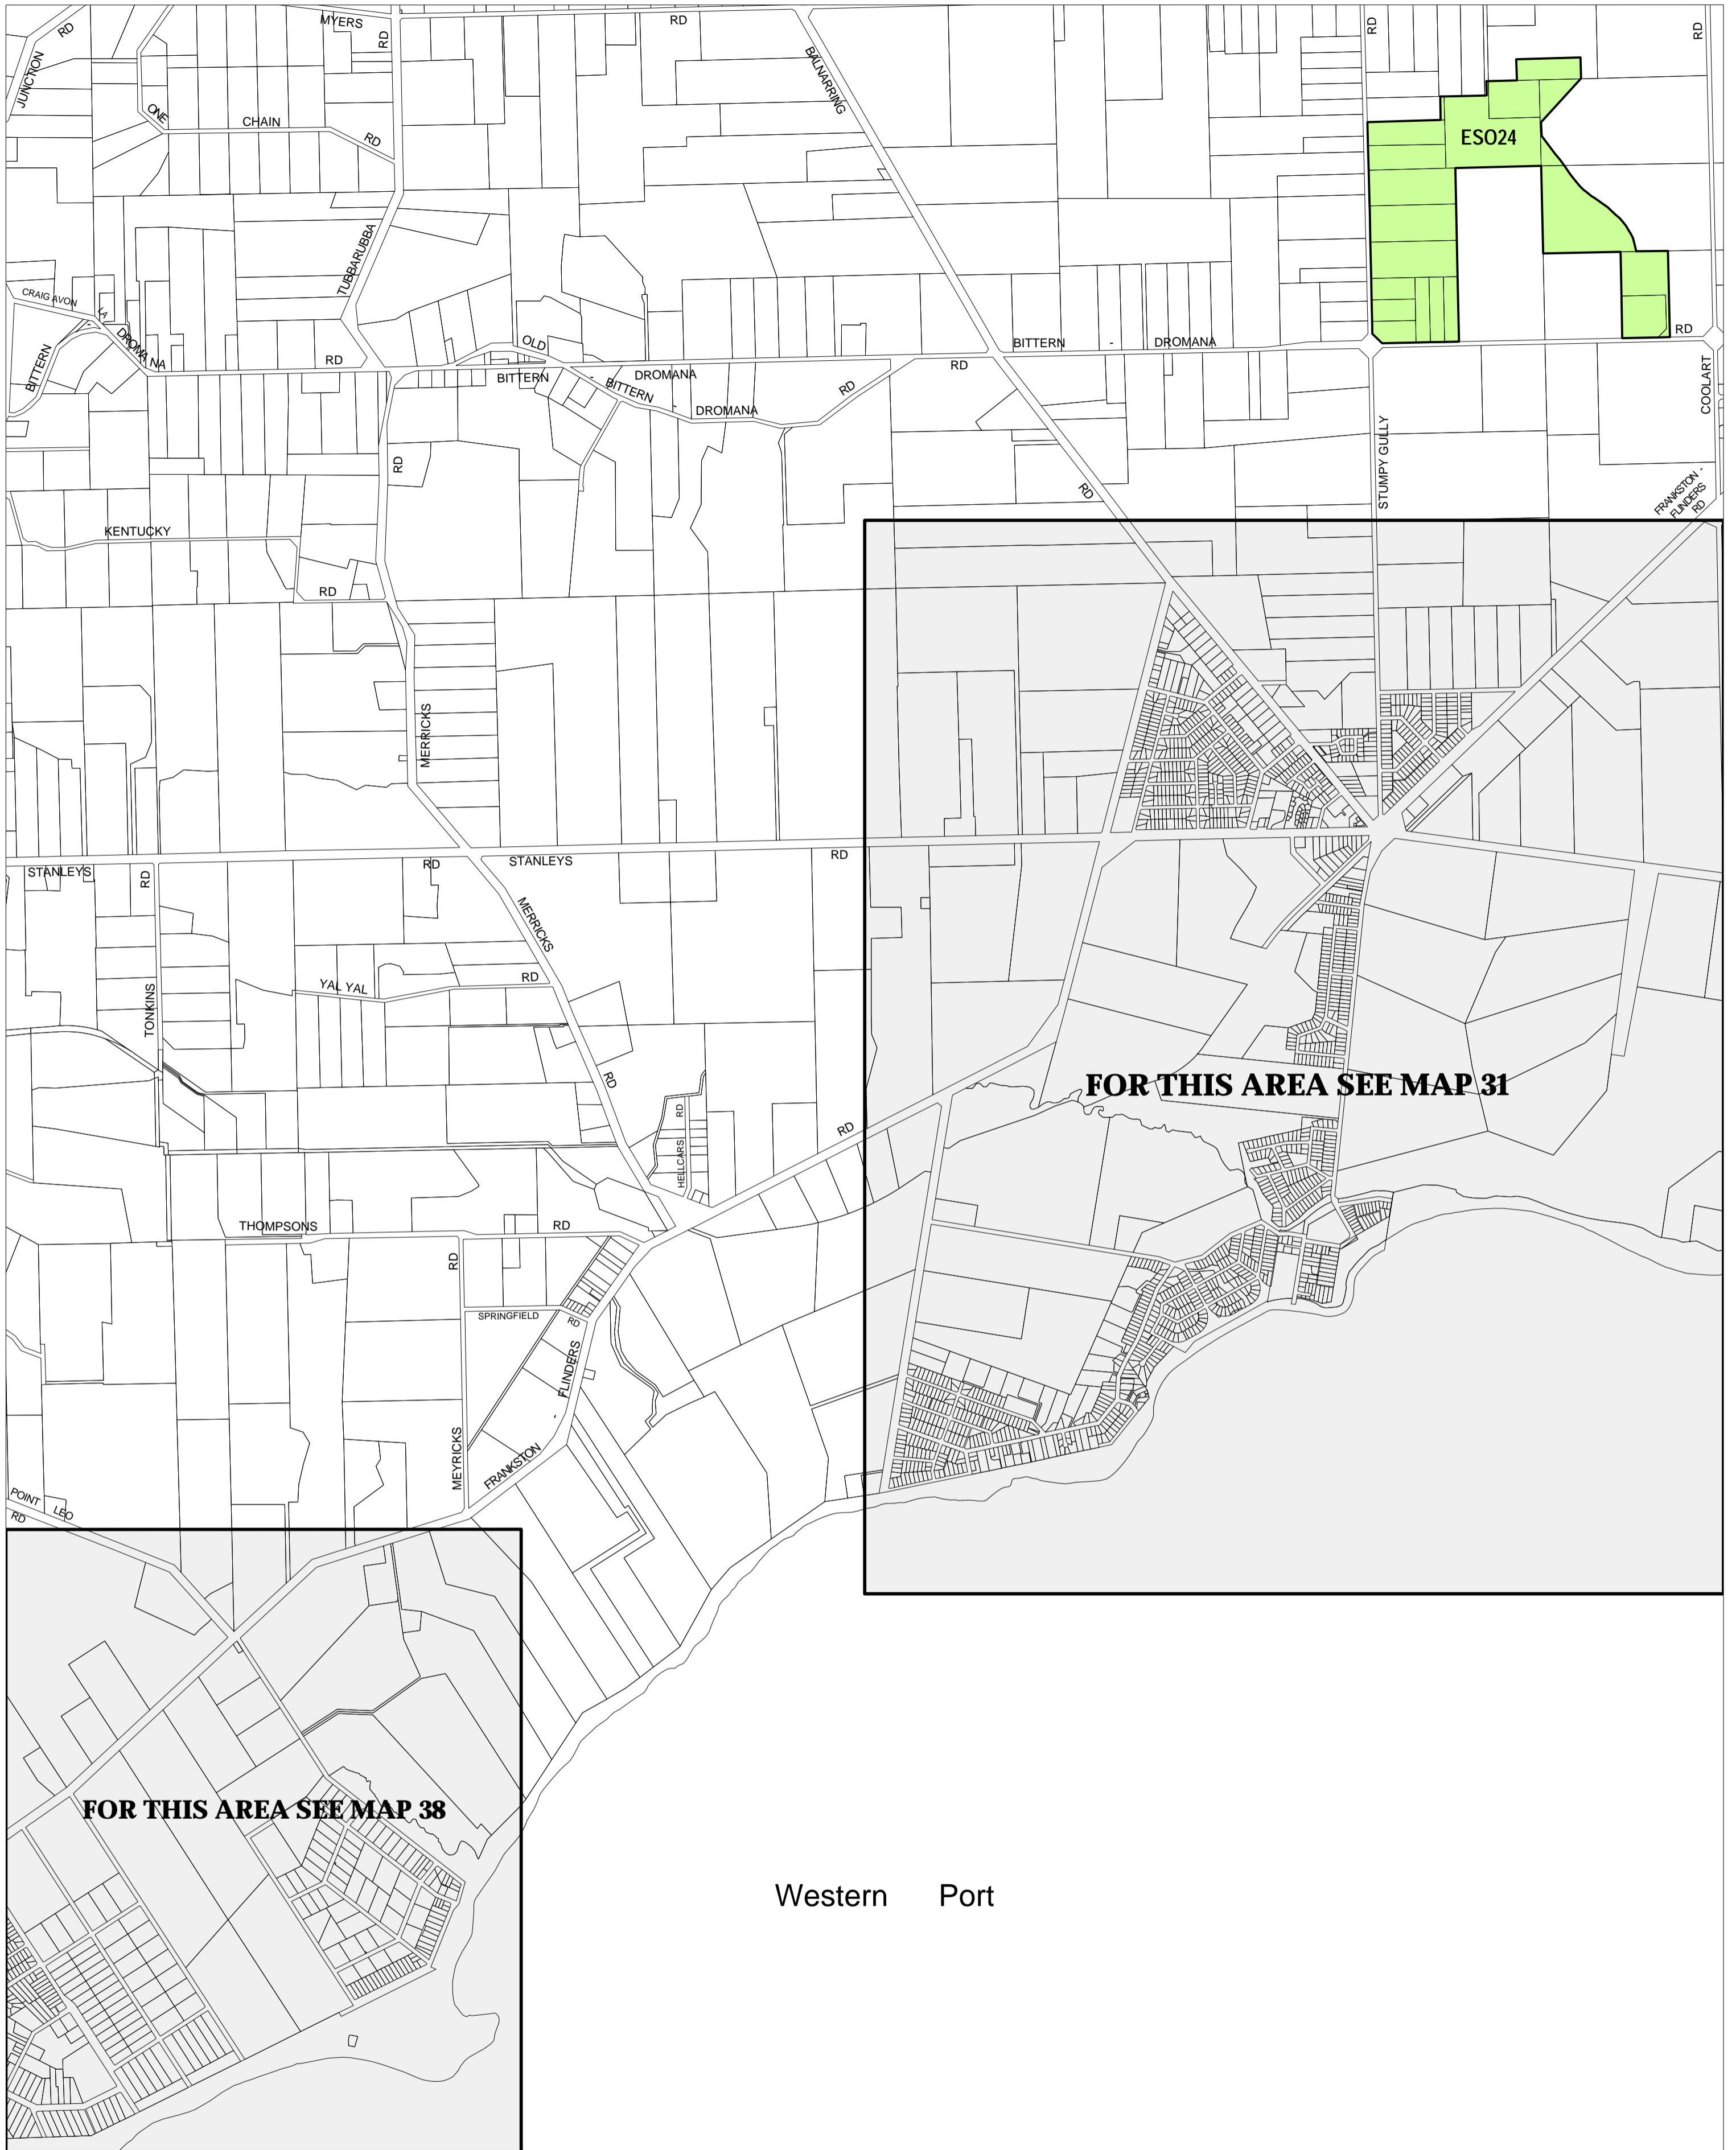 MYERS
RD
RD
JUNCTION
RD
BALNARRING
RD
RD
ONE
CHAIN
RD
ESO24
TUBBARUBBA
CRAIG AVON
LA
DROMA NA
RD
BITTERN
OLD
BITTERN
-
DROMANA
BITTERN
DROMANA
RD
RD
BITTERN
-
DROMANA
RD
COOLART
STUMPY GULLY
RD
RD
FRANKSTON -
FLINDERS
RD
KENTUCKY
RD
MERRICKS
STANLEYS
RD
RD
STANLEYS
RD
MERRICKS
YAL YAL
RD
TONKINS
RD
FOR THIS AREA SEE MAP 31
HELLCARS
RD
RD
THOMPSONS
RD
RD
SPRINGFIELD
RD
FLINDERS
-
FRANKSTON
MEYRICKS
POINT
LEO
RD
FOR THIS AREA SEE MAP 38
Western Port